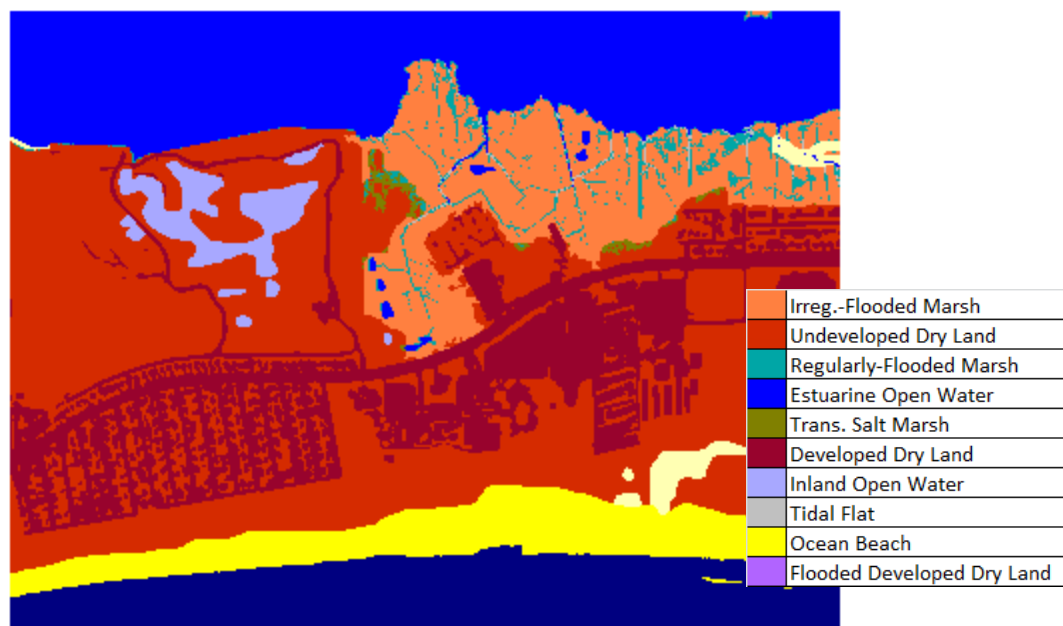 Irreg.-Flooded Marsh
Undeveloped Dry Land
Regularly-Flooded Marsh
Estuarine Open Water
Trans. Salt Marsh
Developed Dry Land
Inland Open Water
Tidal Flat
Ocean Beach
Flooded Developed Dry Land